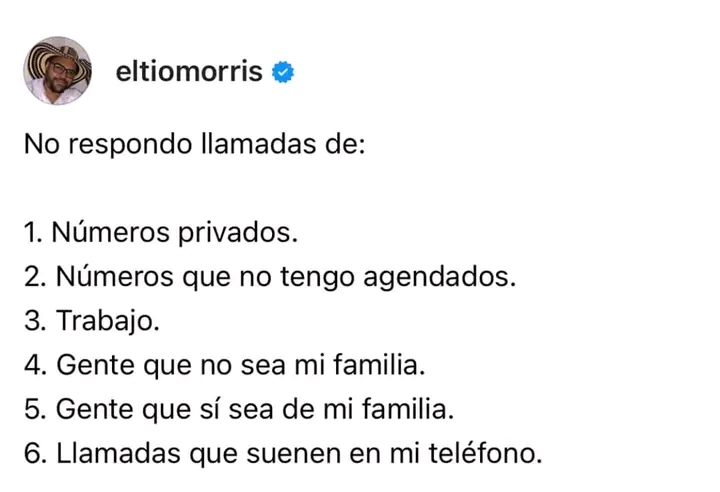 eltiomorris
No respondo llamadas de:
1. Números privados.
2. Números que no tengo agendados.
3. Trabajo.
4. Gente que no sea mi familia.
5. Gente que sí sea de mi familia.
6. Llamadas que suenen en mi teléfono.